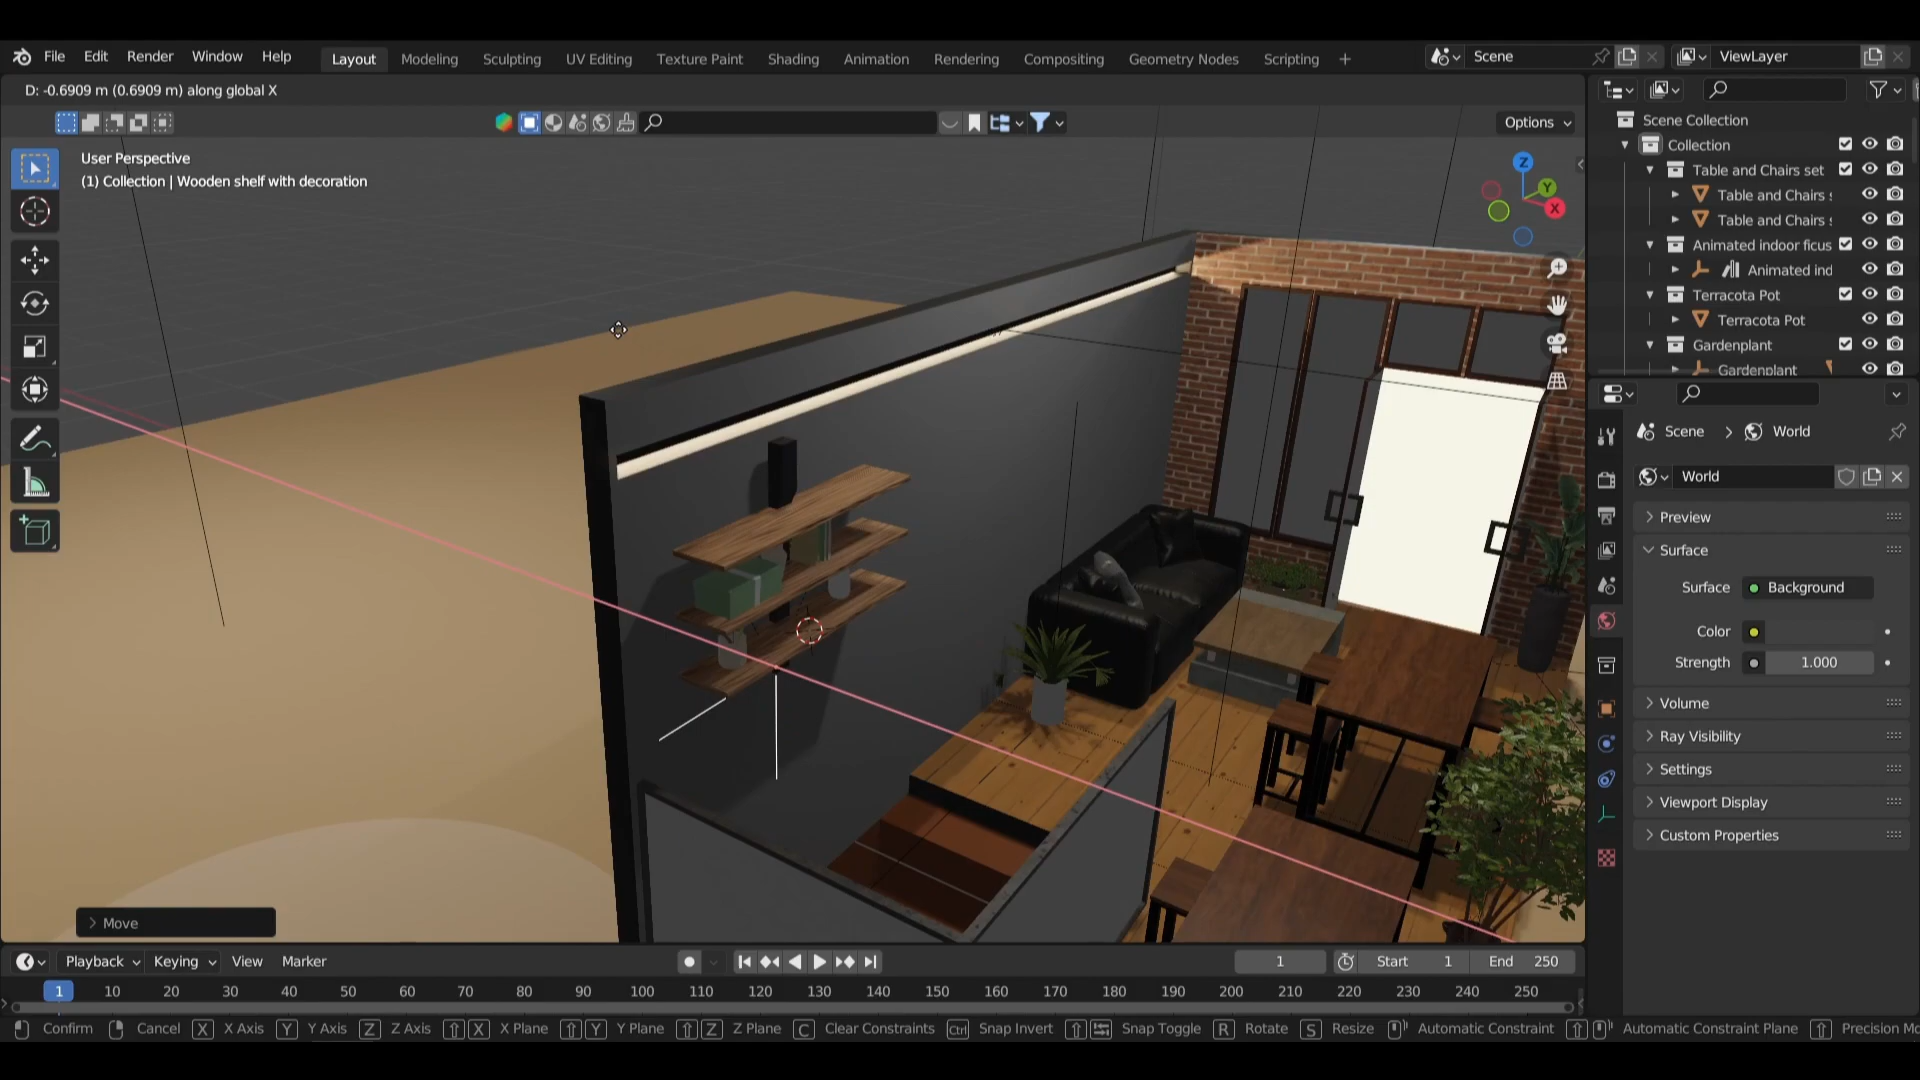 File Edit Render Window Help Layout Modeling Sculpting UV Editing Texture Paint Shading Animation Rendering Compositing Geometry Nodes Scripting + Scene ViewLayer
D: -0.6909 m (0.6909 m) along global X
Options
User Perspective
(1) Collection | Wooden shelf with decoration
Z
Y
X
Scene Collection
Collection
Table and Chairs set
Table and Chairs s
Table and Chairs s
Animated indoor ficus
Animated ind
Terracota Pot
Terracota Pot
Gardenplant
Gardenplant
Scene > World
World
Preview
Surface
Surface Background
Color
Strength 1.000
Volume
Ray Visibility
Settings
Viewport Display
Custom Properties
Move
Playback Keying View Marker 1 Start 1 End 250
1 10 20 30 40 50 60 70 80 90 100 110 120 130 140 150 160 170 180 190 200 210 220 230 240 250
Confirm Cancel X X Axis Y Y Axis Z Z Axis X X Plane Y Y Plane Z Z Plane C Clear Constraints Ctrl Snap Invert Snap Toggle R Rotate S Resize Automatic Constraint Automatic Constraint Plane Precision Mo